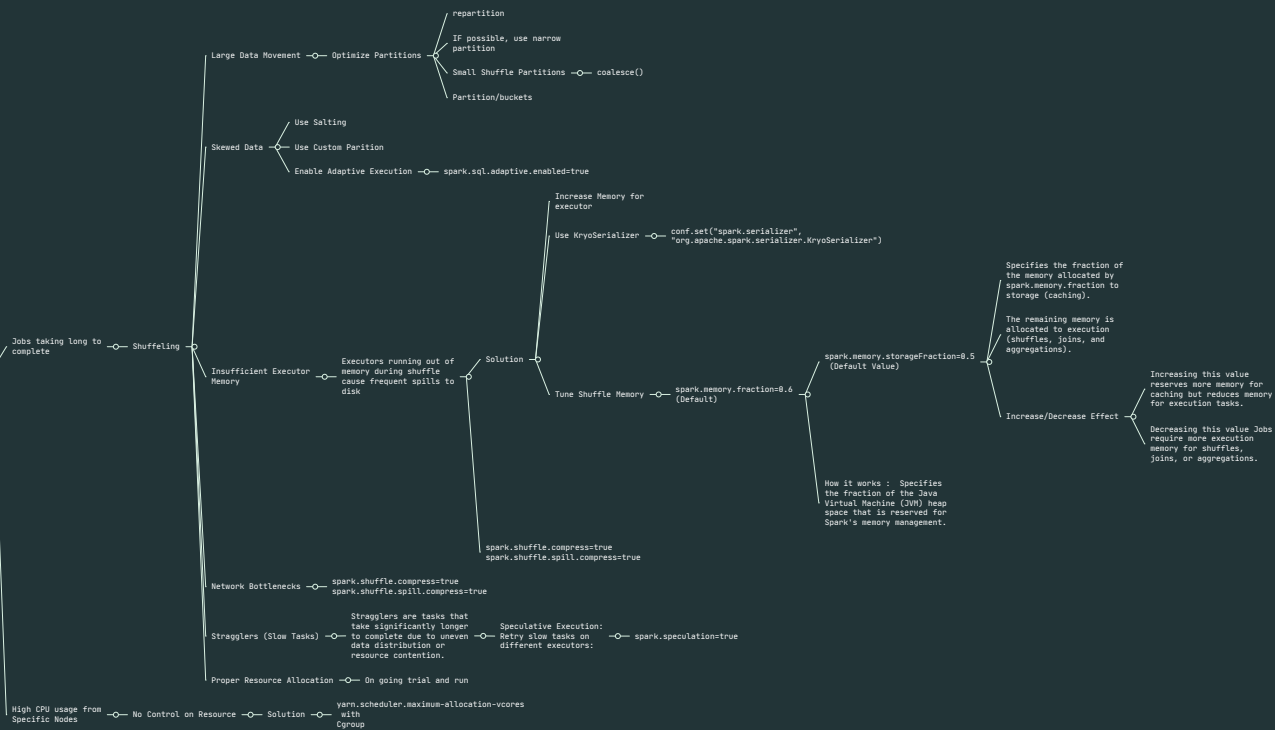 repartition
IF possible, use narrow
partition
Large Data Movement
Optimize Partitions
Small Shuffle Partitions
coalesce()
Partition/buckets
Use Salting
Skewed Data
Use Custom Parition
Enable Adaptive Execution
spark.sql.adaptive.enabled=true
Increase Memory for
executor
Use KryoSerializer
conf.set("spark.serializer",
"org.apache.spark.serializer.KryoSerializer")
Specifies the fraction of
the memory allocated by
spark.memory.fraction to
storage (caching).
The remaining memory is
allocated to execution
(shuffles, joins, and
aggregations).
Jobs taking long to
complete
Shuffeling
Insufficient Executor
Memory
Executors running out of
memory during shuffle
cause frequent spills to
disk
Solution
Tune Shuffle Memory
spark.memory.fraction=0.6
(Default)
spark.memory.storageFraction=0.5
(Default Value)
Increase/Decrease Effect
Increasing this value
reserves more memory for
caching but reduces memory
for execution tasks.
Decreasing this value Jobs
require more execution
memory for shuffles,
joins, or aggregations.
How it works :  Specifies
the fraction of the Java
Virtual Machine (JVM) heap
space that is reserved for
Spark's memory management.
spark.shuffle.compress=true
spark.shuffle.spill.compress=true
Network Bottlenecks
spark.shuffle.compress=true
spark.shuffle.spill.compress=true
Stragglers (Slow Tasks)
Stragglers are tasks that
take significantly longer
to complete due to uneven
data distribution or
resource contention.
Speculative Execution:
Retry slow tasks on
different executors:
spark.speculation=true
Proper Resource Allocation
On going trial and run
High CPU usage from
Specific Nodes
No Control on Resource
Solution
yarn.scheduler.maximum-allocation-vcores
with
Cgroup